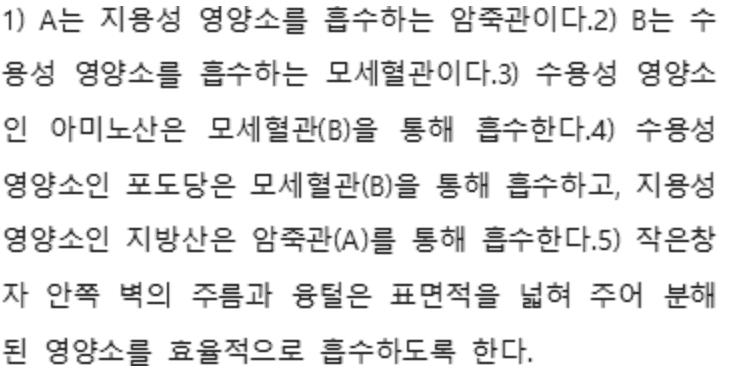 1) A는 지용성 영양소를 흡수하는 암죽관이다.2) B는 수
용성 영양소를 흡수하는 모세혈관이다.3) 수용성 영양소
인 아미노산은 모세혈관(B)을 통해 흡수한다.4) 수용성
영양소인 포도당은 모세혈관(B)을 통해 흡수하고, 지용성
영양소인 지방산은 암죽관(A)를 통해 흡수한다.5) 작은창
자 안쪽 벽의 주름과 융털은 표면적을 넓혀 주어 분해
된 영양소를 효율적으로 흡수하도록 한다.